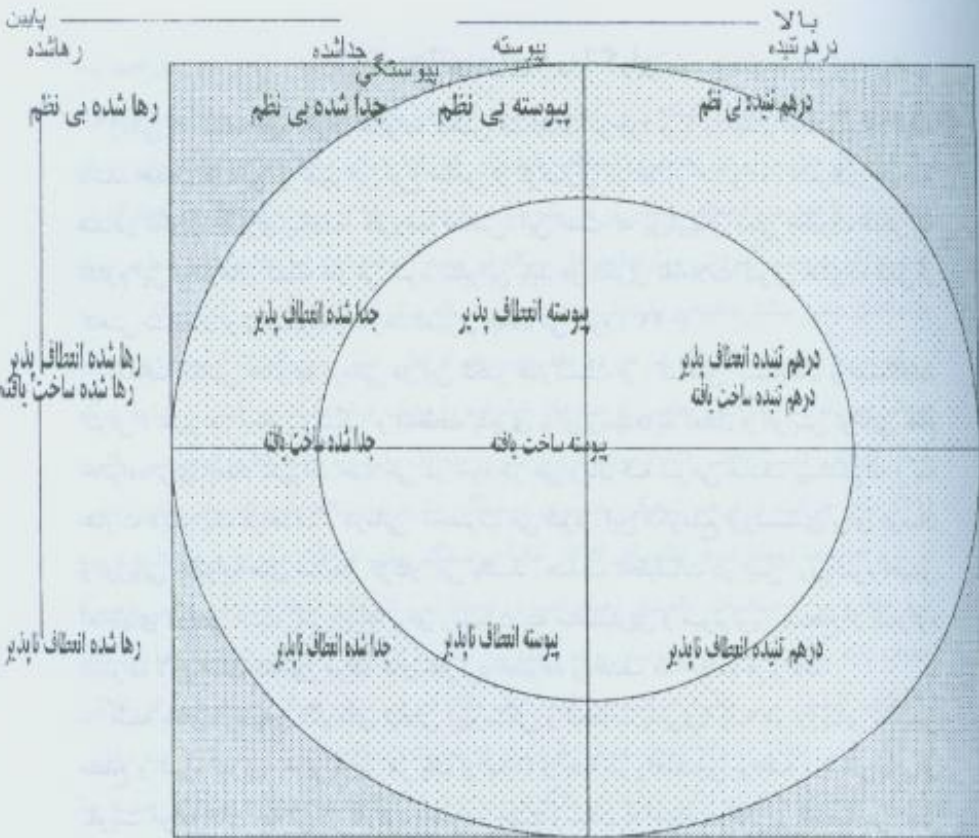 بالا پایین
درهم تنیده پیوسته جداشده رهاشده
پیوستگی
درهم تنیده بی نظم پیوسته بی نظم جدا شده بی نظم رها شده بی نظم
پیوسته انعطاف پذیر جدا شده انعطاف پذیر
درهم تنیده انعطاف پذیر رها شده انعطاف پذیر
درهم تنیده ساخت یافته رها شده ساخت یافته
پیوسته ساخت یافته جدا شده ساخت یافته
درهم تنیده انعطاف ناپذیر پیوسته انعطاف ناپذیر جدا شده انعطاف ناپذیر رها شده انعطاف ناپذیر